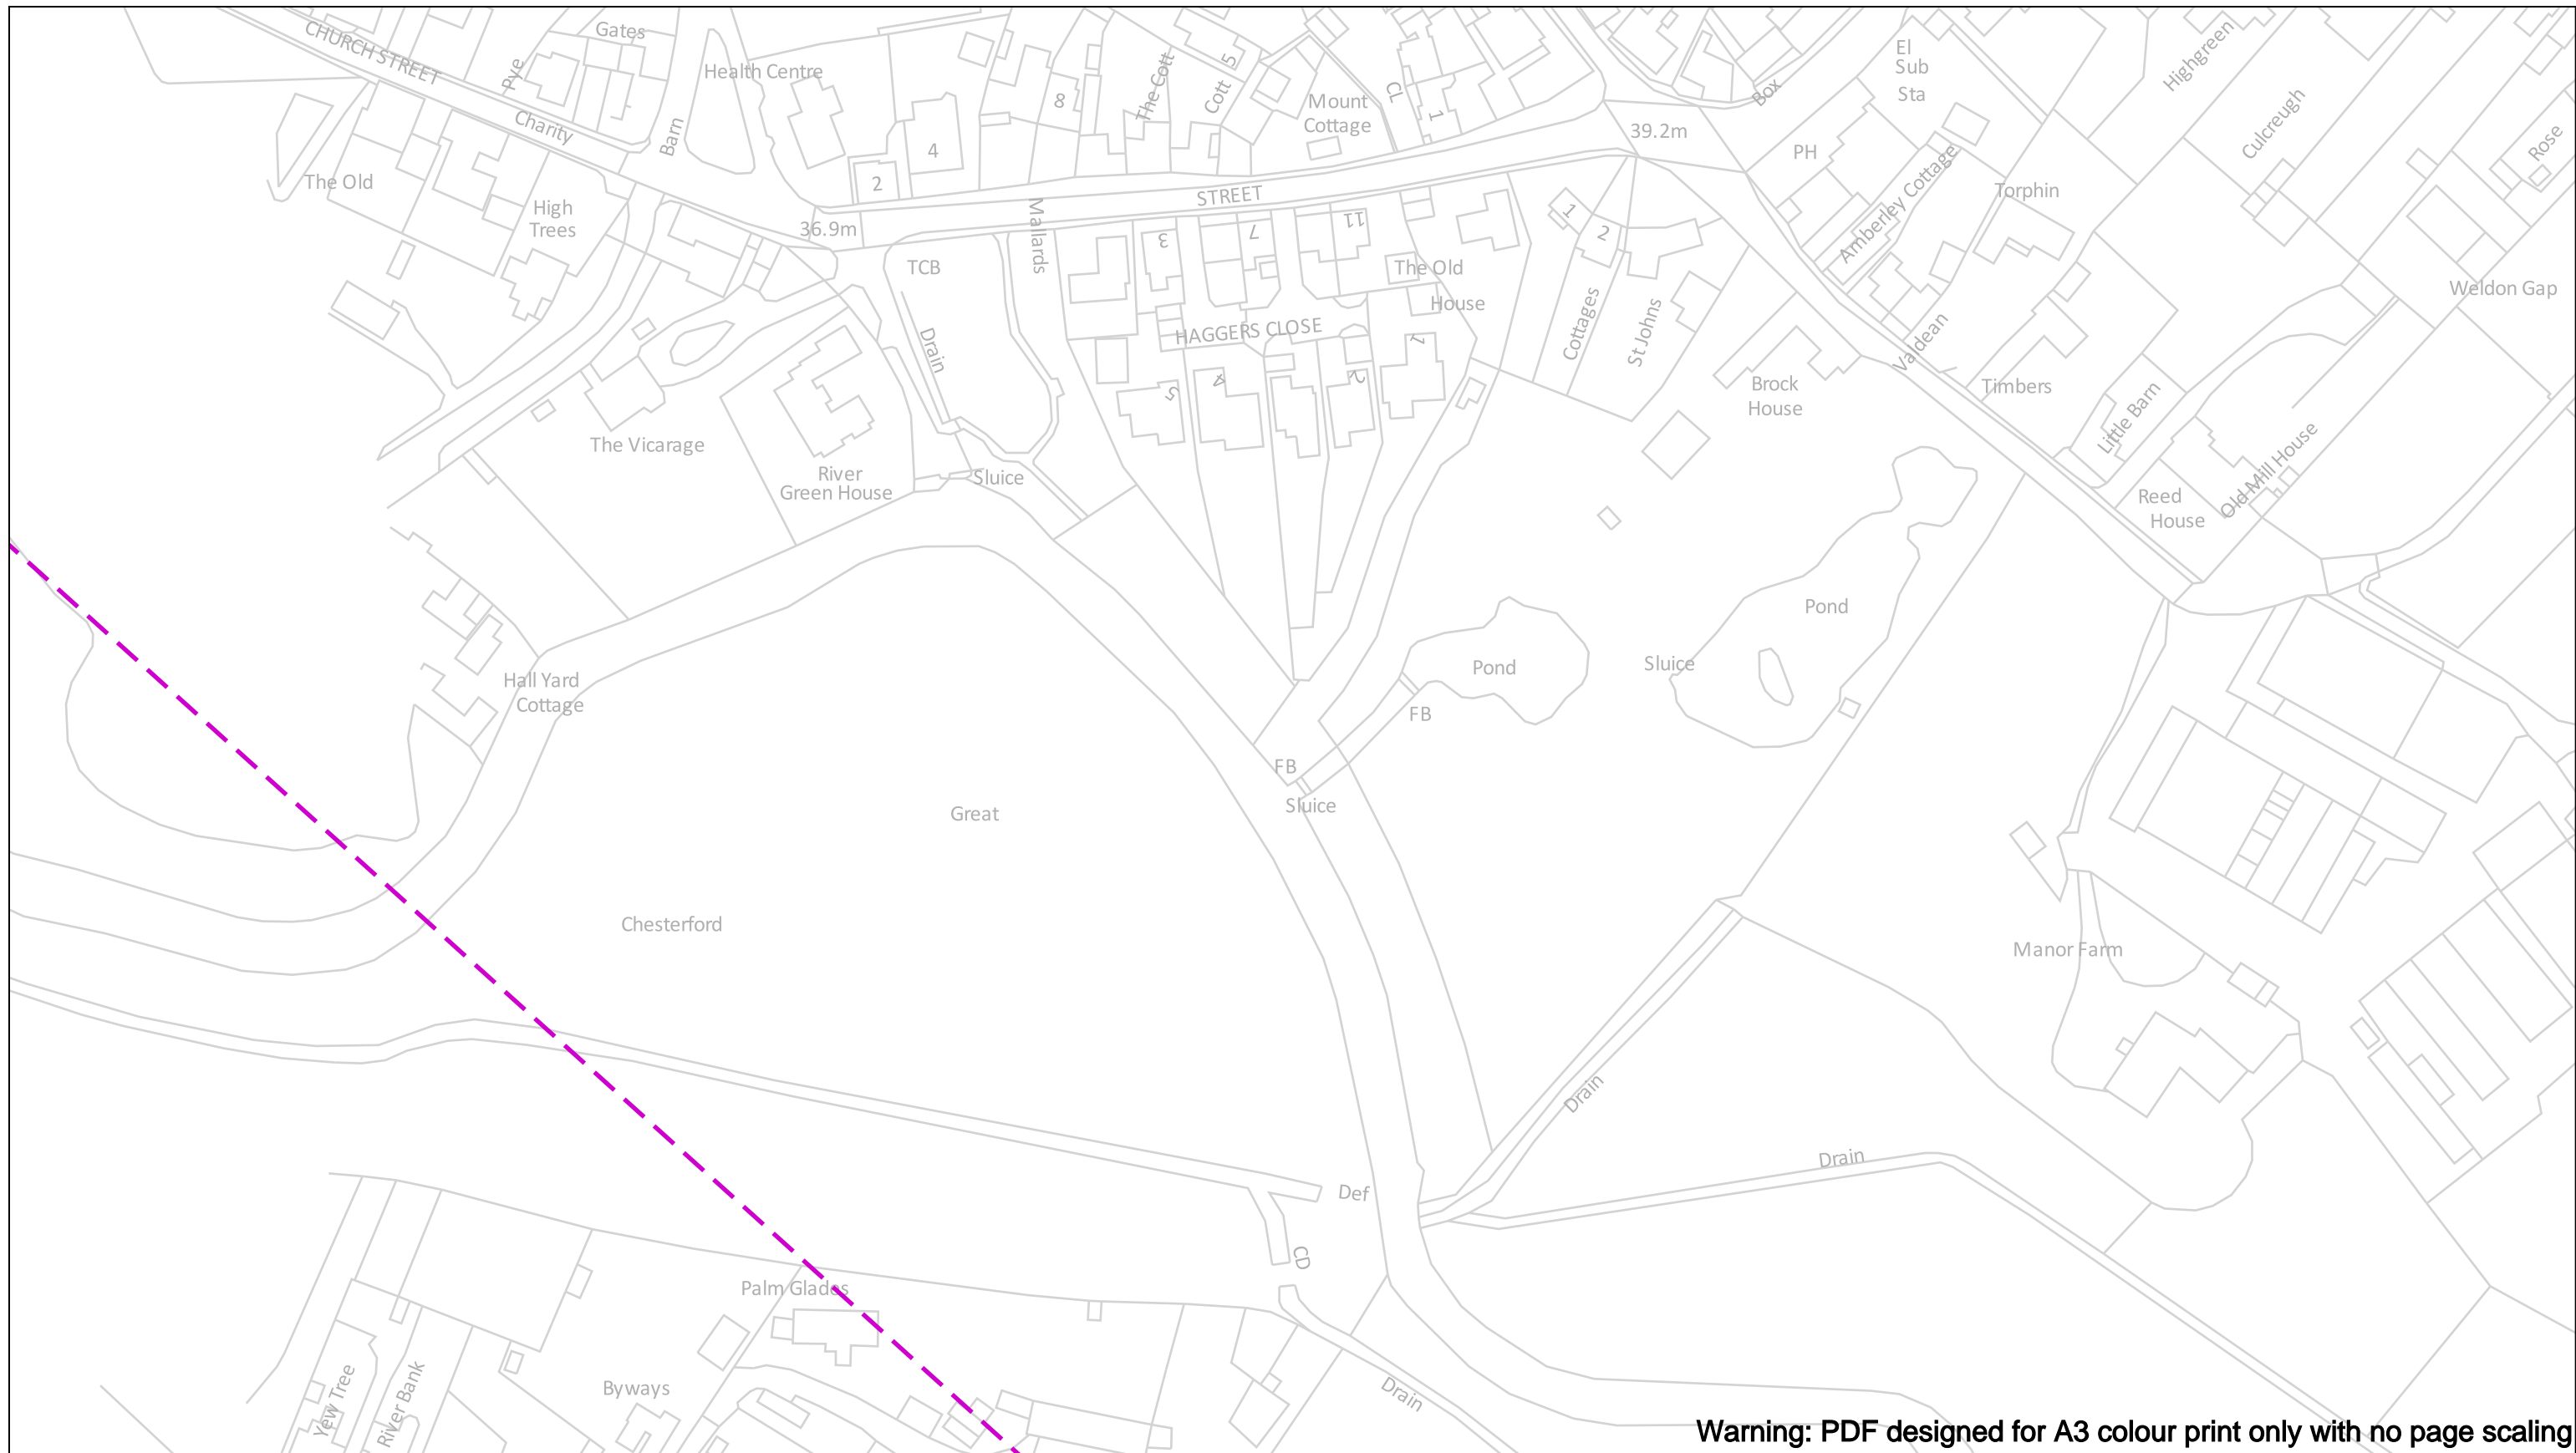 CHURCH STREET
Pye
Gates
Charity
Barn
Health Centre
The Old
High
Trees
2
4
8
The Cott
Cott 5
Mount
Cottage
CL
1
39.2m
Box
El
Sub
Sta
PH
Amberley Cottage
Torphin
Highgreen
Culcreugh
Rose
Weldon Gap
36.9m
STREET
Mallards
TCB
Drain
3
7
11
The Old
House
HAGGERS CLOSE
1
5
4
2
1
2
Cottages
St Johns
Brock
House
Valdean
Timbers
Little Barn
Old Mill House
Reed
House
The Vicarage
River
Green House
Sluice
Hall Yard
Cottage
Pond
Sluice
Pond
FB
FB
Sluice
Great
Chesterford
Manor Farm
Drain
Drain
Def
CD
Palm Glades
Byways
Yew Tree
River Bank
Drain
Warning: PDF designed for A3 colour print only with no page scaling